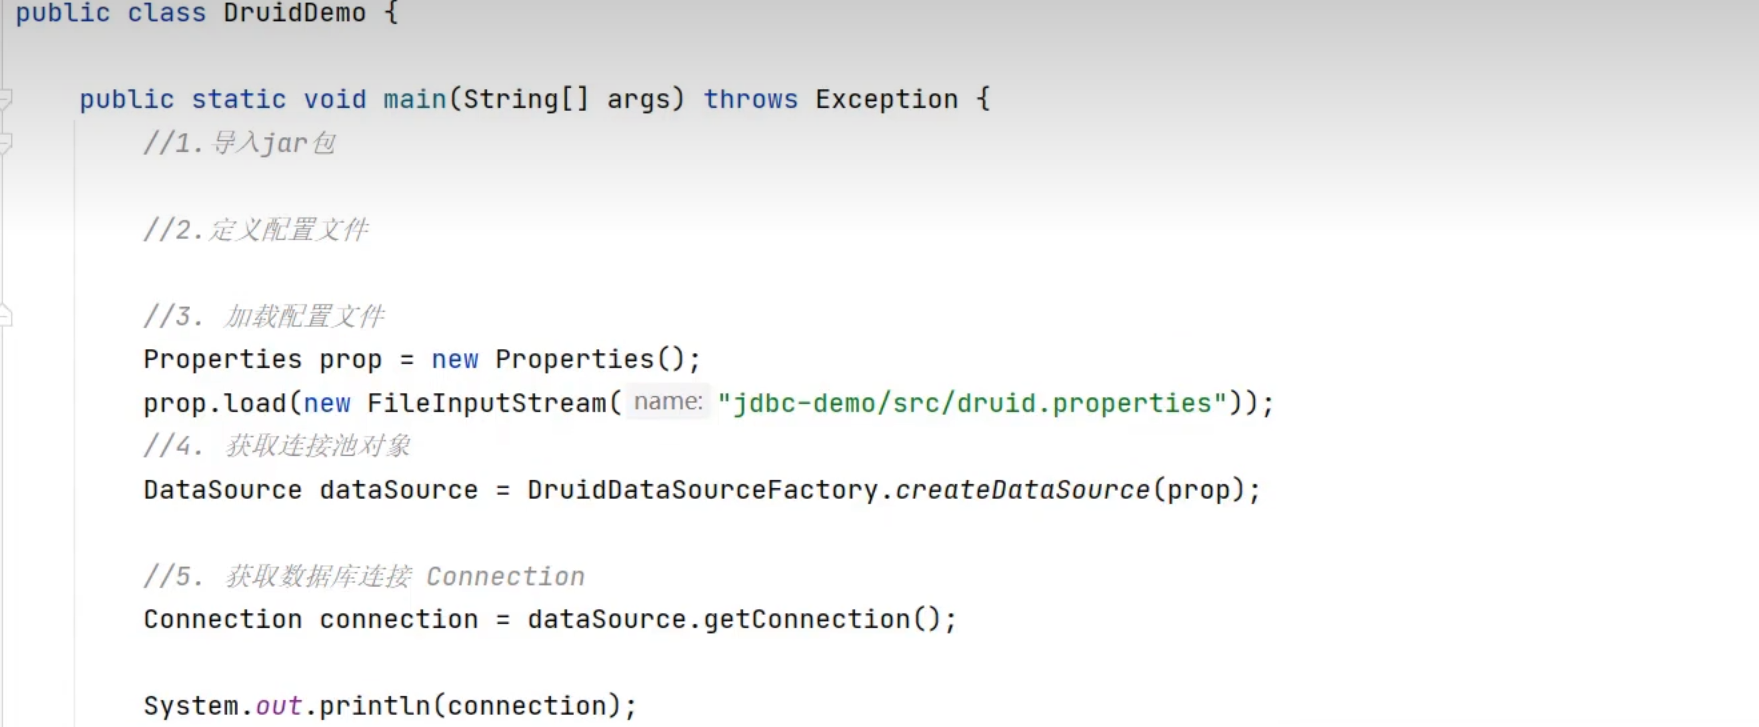 public class DruidDemo {
public static void main(String[] args) throws Exception {
//1.导入jar包
//2.定义配置文件
//3. 加载配置文件
Properties prop = new Properties();
prop.load(new FileInputStream( name: "jdbc-demo/src/druid.properties"));
//4. 获取连接池对象
DataSource dataSource = DruidDataSourceFactory.createDataSource(prop);
//5. 获取数据库连接 Connection
Connection connection = dataSource.getConnection();
System.out.println(connection);